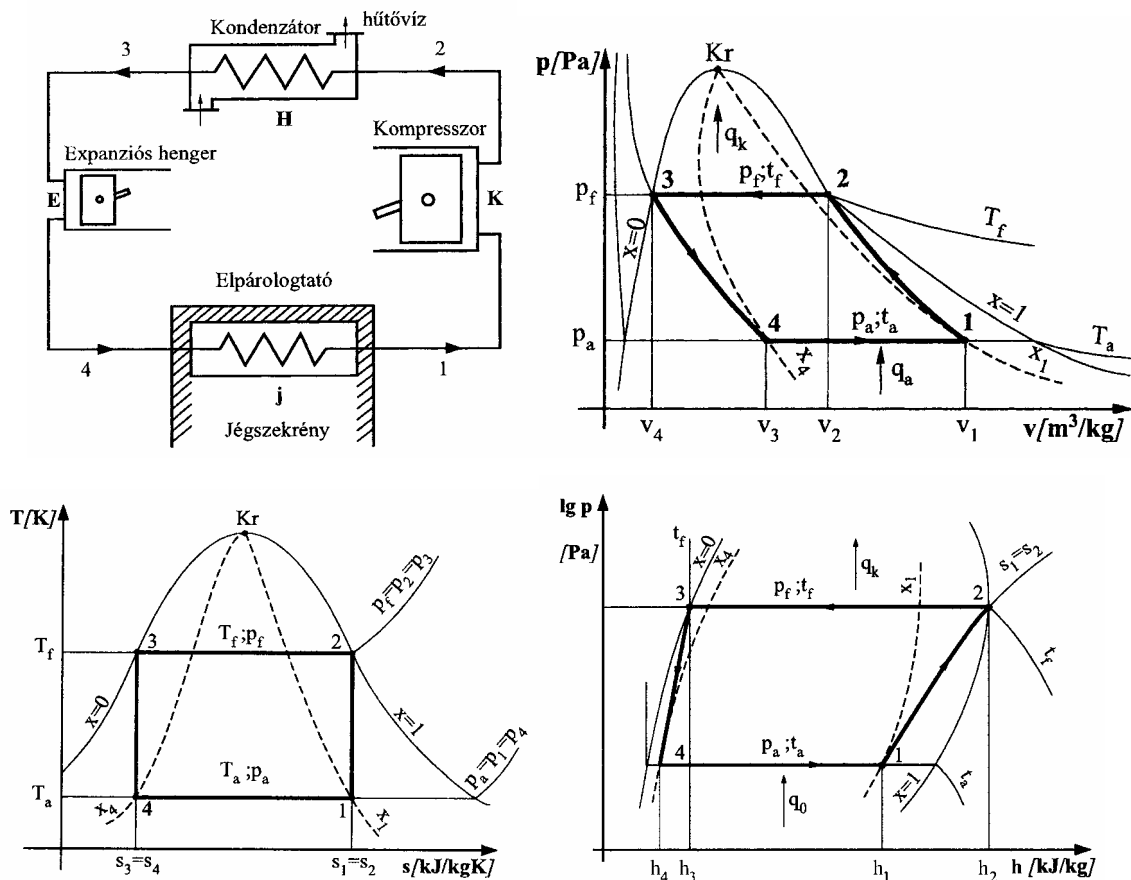 Kondenzátor
hűtővíz
3
2
H
Kompresszor
Expanziós henger
E
K
Elpárologtató
4
1
j
Jégszekrény
p[Pa]
Kr
q_k
p_f
3
p_f;t_f
2
T_f
x=0
x=1
p_a
4
p_a;t_a
1
T_a
x_4
q_a
x_1
v_4
v_3
v_2
v_1
v[m³/kg]
T[K]
Kr
p_f=p_2=p_3
T_f
3
T_f;p_f
2
x=0
x=1
p_a=p_1=p_4
T_a
T_a;p_a
x_4
4
1
x_1
s_3=s_4
s_1=s_2
s[kJ/kgK]
lg p
[Pa]
t_f
x=0
x_4
q_k
x_1
s_1=s_2
3
p_f;t_f
2
t_f
4
p_a;t_a
1
x=1
t_a
q_0
h_4
h_3
h_1
h_2
h [kJ/kg]